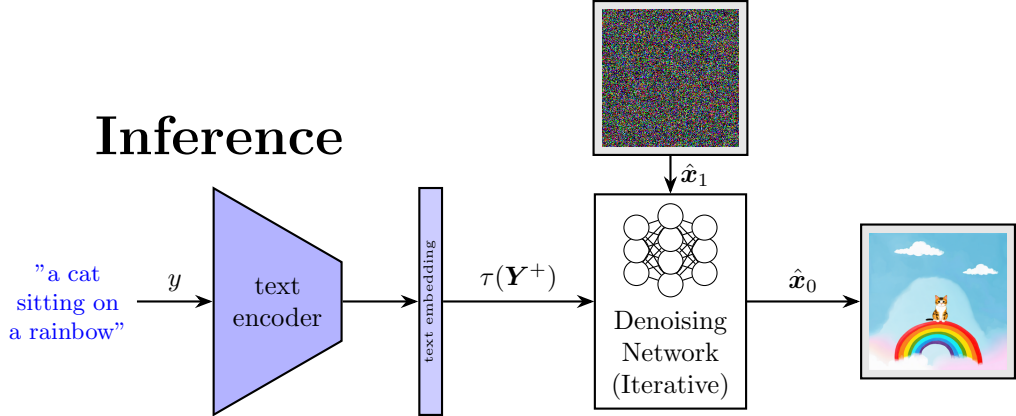 Inference
"a cat
sitting on
a rainbow"
y
text
encoder
text embedding
τ(Y⁺)
x̂₁
Denoising
Network
(Iterative)
x̂₀